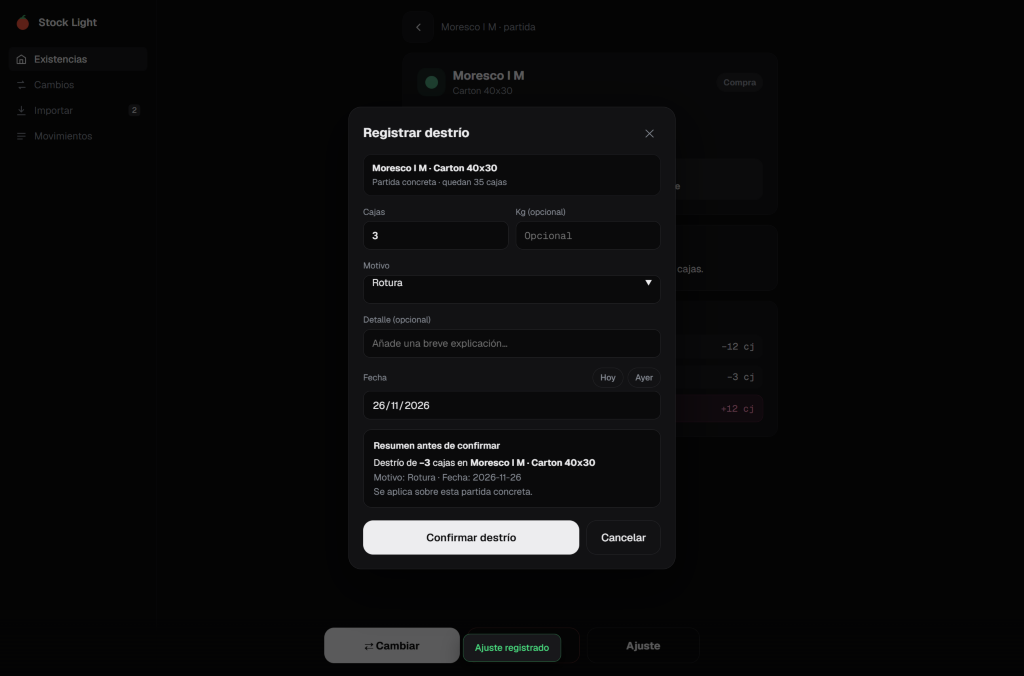 Stock Light
Existencias
Cambios
Importar 2
Movimientos
Moresco I M · partida
Moresco I M
Carton 40x30
Compra
Registrar destrío
Moresco I M · Carton 40x30
Partida concreta · quedan 35 cajas
Cajas
Kg (opcional)
3
Opcional
Motivo
Rotura
Detalle (opcional)
Añade una breve explicación...
Fecha
Hoy
Ayer
26/11/2026
Resumen antes de confirmar
Destrío de −3 cajas en Moresco I M · Carton 40x30
Motivo: Rotura · Fecha: 2026-11-26
Se aplica sobre esta partida concreta.
Confirmar destrío
Cancelar
cajas.
−12 cj
−3 cj
+12 cj
Cambiar
Ajuste registrado
Ajuste